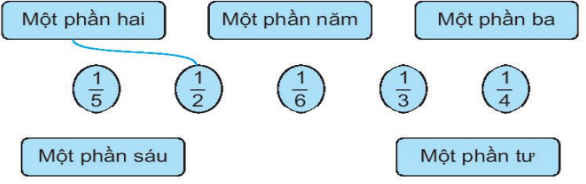 Một phần hai Một phần năm Một phần ba
1/5 1/2 1/6 1/3 1/4
Một phần sáu Một phần tư